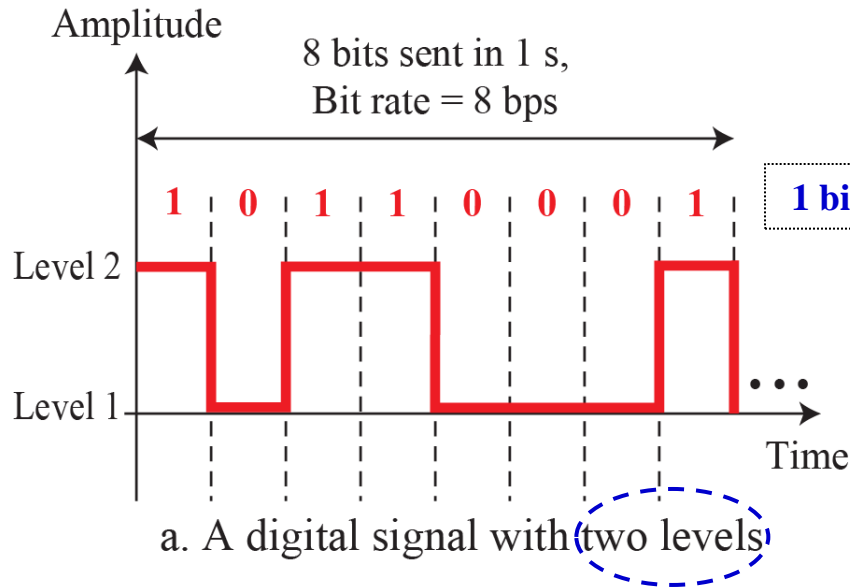 Amplitude
8 bits sent in 1 s,
Bit rate = 8 bps
1 0 1 1 0 0 0 1
1 bi
Level 2
...
Level 1
Time
a. A digital signal with two levels